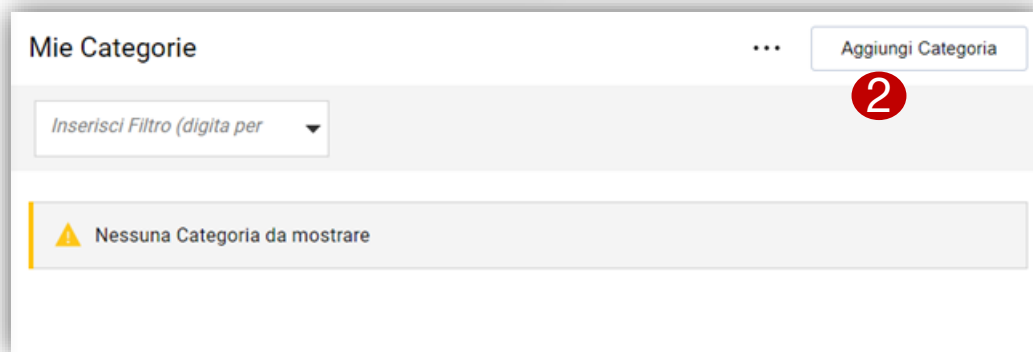 Mie Categorie
... Aggiungi Categoria
2
Inserisci Filtro (digita per
Nessuna Categoria da mostrare